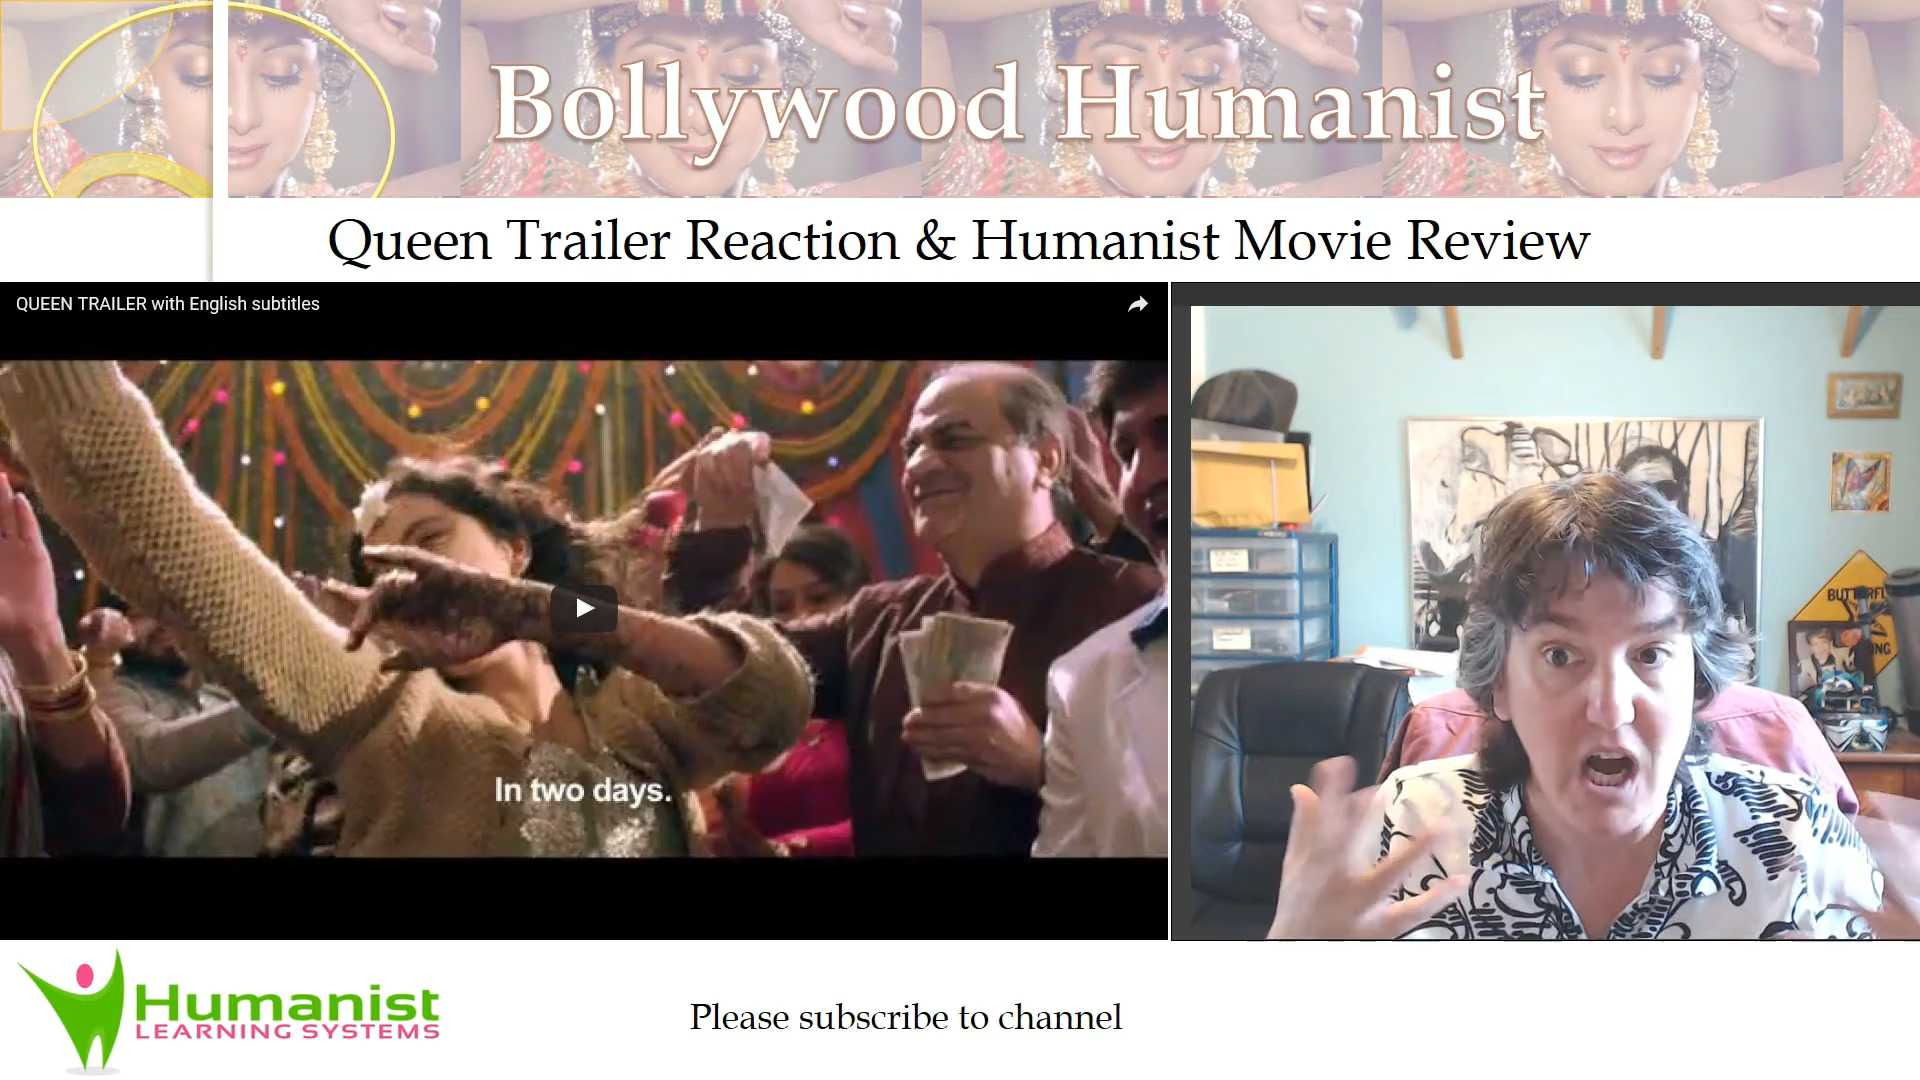 Bollywood Humanist
Queen Trailer Reaction & Humanist Movie Review
QUEEN TRAILER with English subtitles
In two days.
Humanist
LEARNING SYSTEMS
Please subscribe to channel